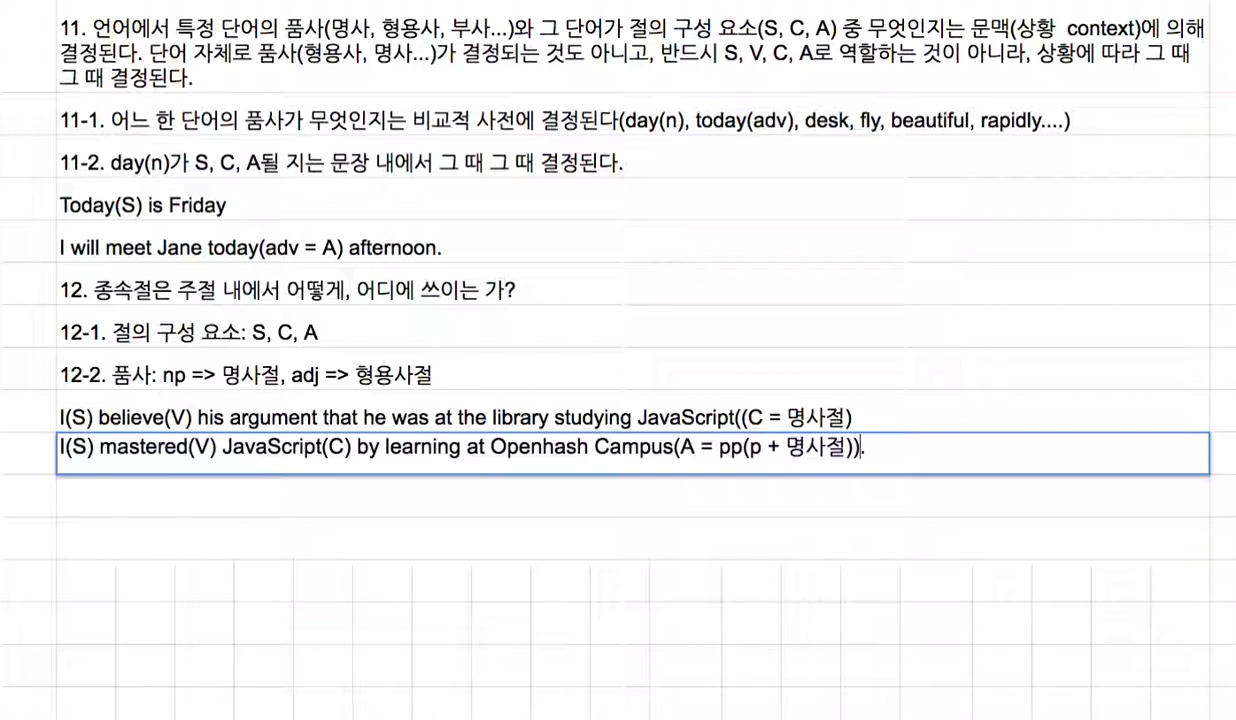 11. 언어에서 특정 단어의 품사(명사, 형용사, 부사...)와 그 단어가 절의 구성 요소(S, C, A) 중 무엇인지는 문맥(상황  context)에 의해
결정된다. 단어 자체로 품사(형용사, 명사...)가 결정되는 것도 아니고, 반드시 S, V, C, A로 역할하는 것이 아니라, 상황에 따라 그 때
그 때 결정된다.
11-1. 어느 한 단어의 품사가 무엇인지는 비교적 사전에 결정된다(day(n), today(adv), desk, fly, beautiful, rapidly....)
11-2. day(n)가 S, C, A될 지는 문장 내에서 그 때 그 때 결정된다.
Today(S) is Friday
I will meet Jane today(adv = A) afternoon.
12. 종속절은 주절 내에서 어떻게, 어디에 쓰이는 가?
12-1. 절의 구성 요소: S, C, A
12-2. 품사: np => 명사절, adj => 형용사절
I(S) believe(V) his argument that he was at the library studying JavaScript((C = 명사절)
I(S) mastered(V) JavaScript(C) by learning at Openhash Campus(A = pp(p + 명사절)).